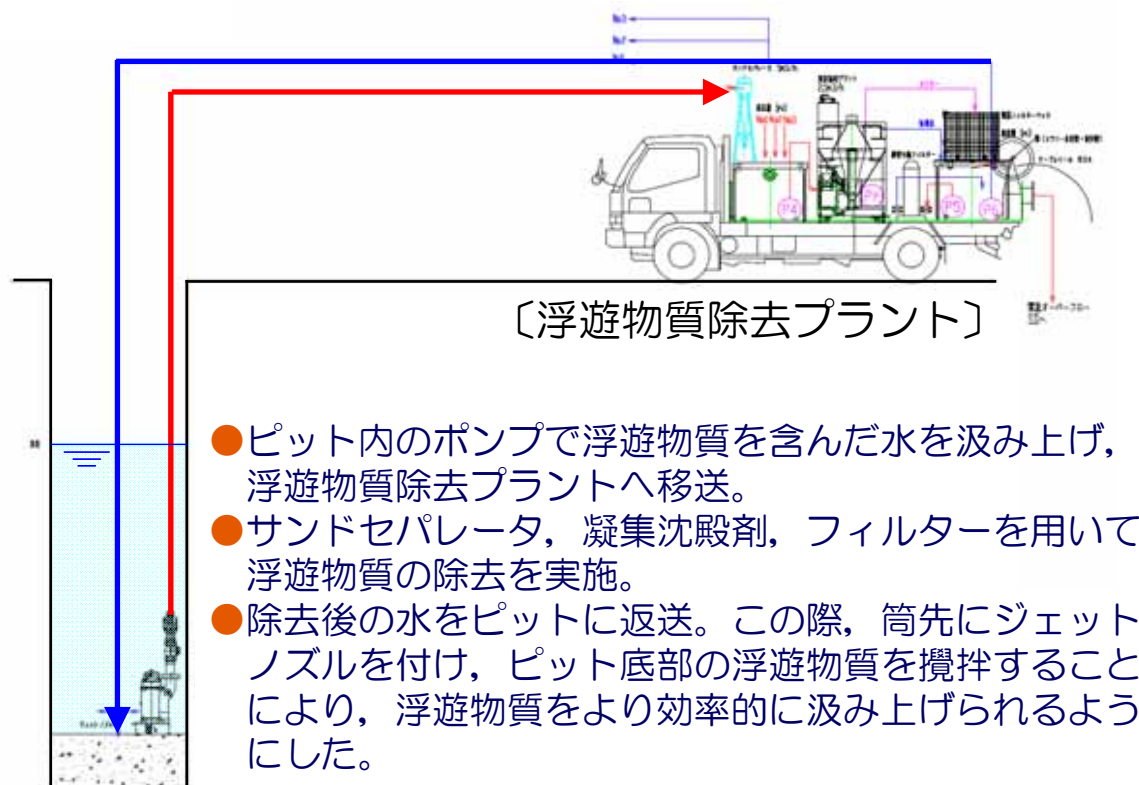 P4
P5
P6
〔浮遊物質除去プラント〕
●ピット内のポンプで浮遊物質を含んだ水を汲み上げ，
浮遊物質除去プラントへ移送。
●サンドセパレータ，凝集沈殿剤，フィルターを用いて
浮遊物質の除去を実施。
●除去後の水をピットに返送。この際，筒先にジェット
ノズルを付け，ピット底部の浮遊物質を攪拌すること
により，浮遊物質をより効率的に汲み上げられるよう
にした。